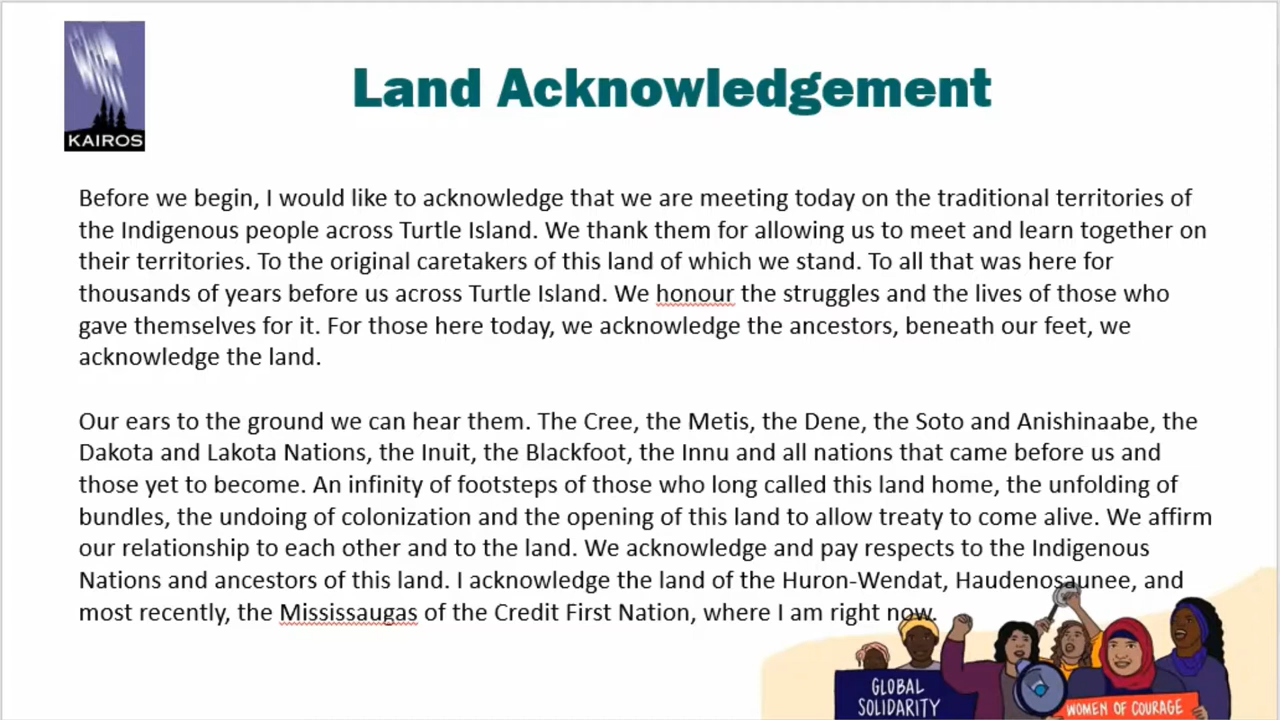 KAIROS
Land Acknowledgement
Before we begin, I would like to acknowledge that we are meeting today on the traditional territories of
the Indigenous people across Turtle Island. We thank them for allowing us to meet and learn together on
their territories. To the original caretakers of this land of which we stand. To all that was here for
thousands of years before us across Turtle Island. We honour the struggles and the lives of those who
gave themselves for it. For those here today, we acknowledge the ancestors, beneath our feet, we
acknowledge the land.
Our ears to the ground we can hear them. The Cree, the Metis, the Dene, the Soto and Anishinaabe, the
Dakota and Lakota Nations, the Inuit, the Blackfoot, the Innu and all nations that came before us and
those yet to become. An infinity of footsteps of those who long called this land home, the unfolding of
bundles, the undoing of colonization and the opening of this land to allow treaty to come alive. We affirm
our relationship to each other and to the land. We acknowledge and pay respects to the Indigenous
Nations and ancestors of this land. I acknowledge the land of the Huron-Wendat, Haudenosaunee, and
most recently, the Mississaugas of the Credit First Nation, where I am right now.
GLOBAL
SOLIDARITY
WOMEN OF COURAGE